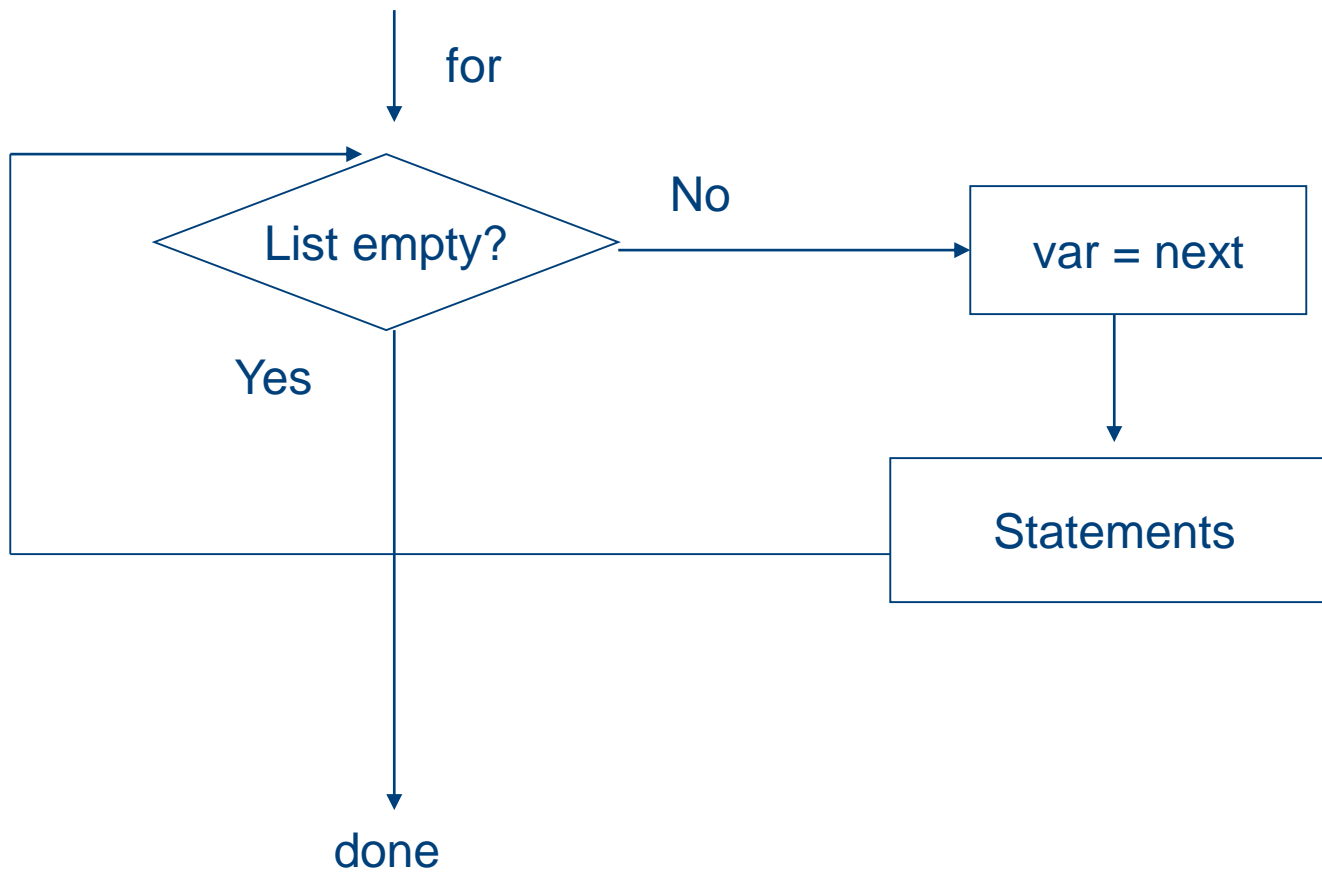 for
No
List empty?
var = next
Yes
Statements
done